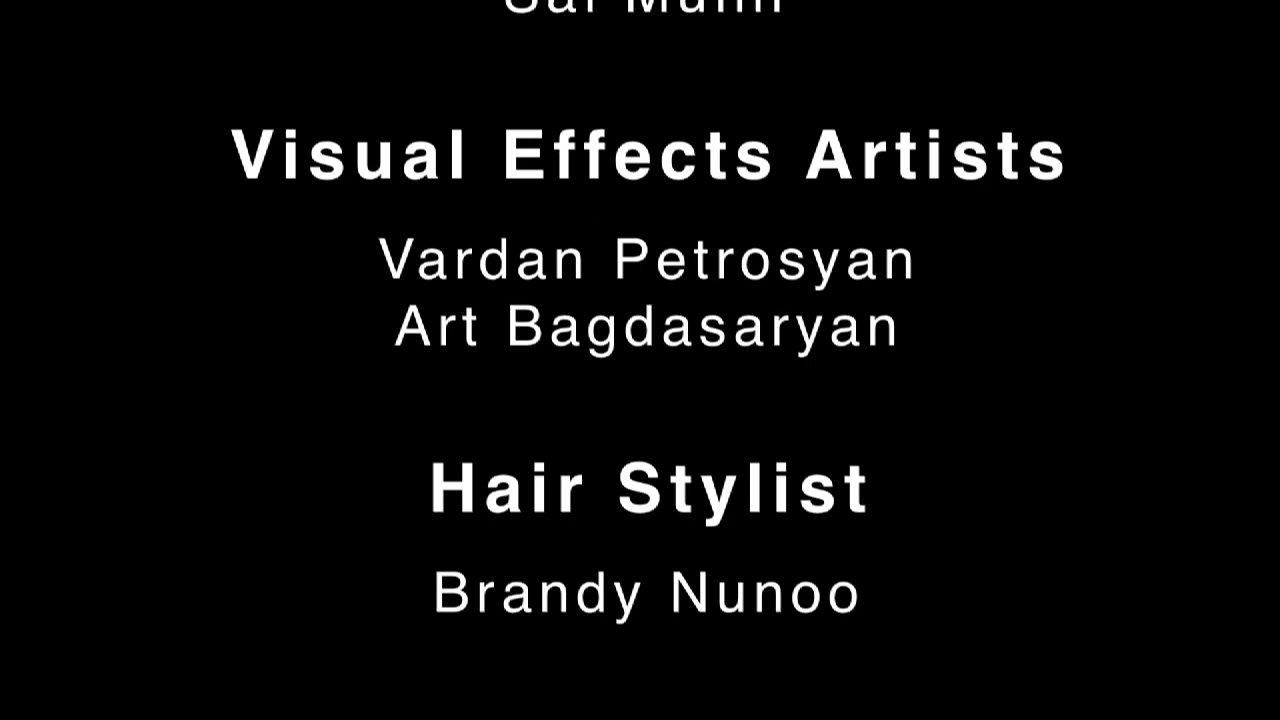 Visual Effects Artists
Vardan Petrosyan
Art Bagdasaryan
Hair Stylist
Brandy Nunoo